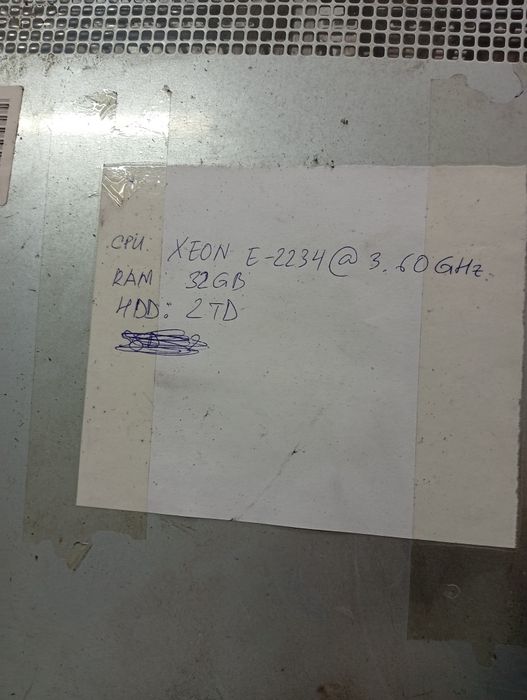 CPU. XEON E-2234@ 3.60GHz.
RAM 32GB
HDD: 2TD